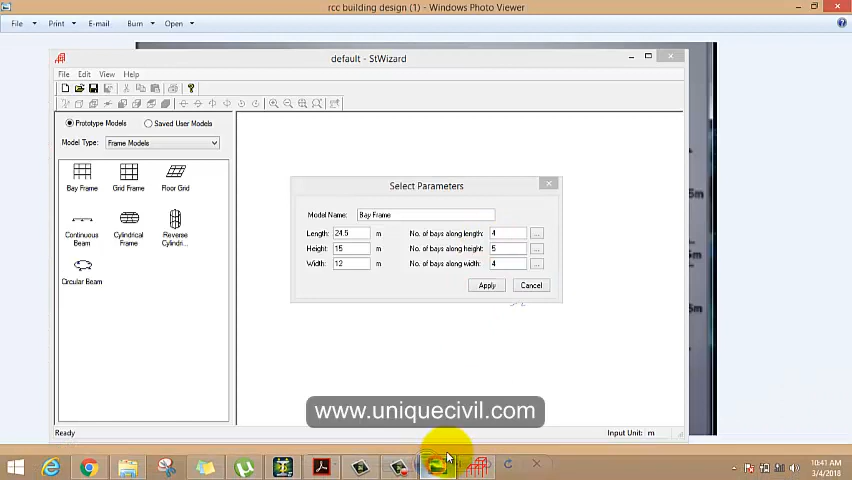 rcc building design (1) - Windows Photo Viewer
File Print E-mail Burn Open
default - StWizard
File Edit View Help
Prototype Models Saved User Models
Model Type: Frame Models
Bay Frame Grid Frame Floor Grid
Continuous Beam Cylindrical Frame Reverse Cylindri...
Circular Beam
Select Parameters
Model Name: Bay Frame
Length: 24.5 m No. of bays along length: 4 ...
Height: 15 m No. of bays along height: 5 ...
Width: 12 m No. of bays along width: 4 ...
Apply Cancel
www.uniquecivil.com
Ready Input Unit: m
10:41 AM
3/4/2018